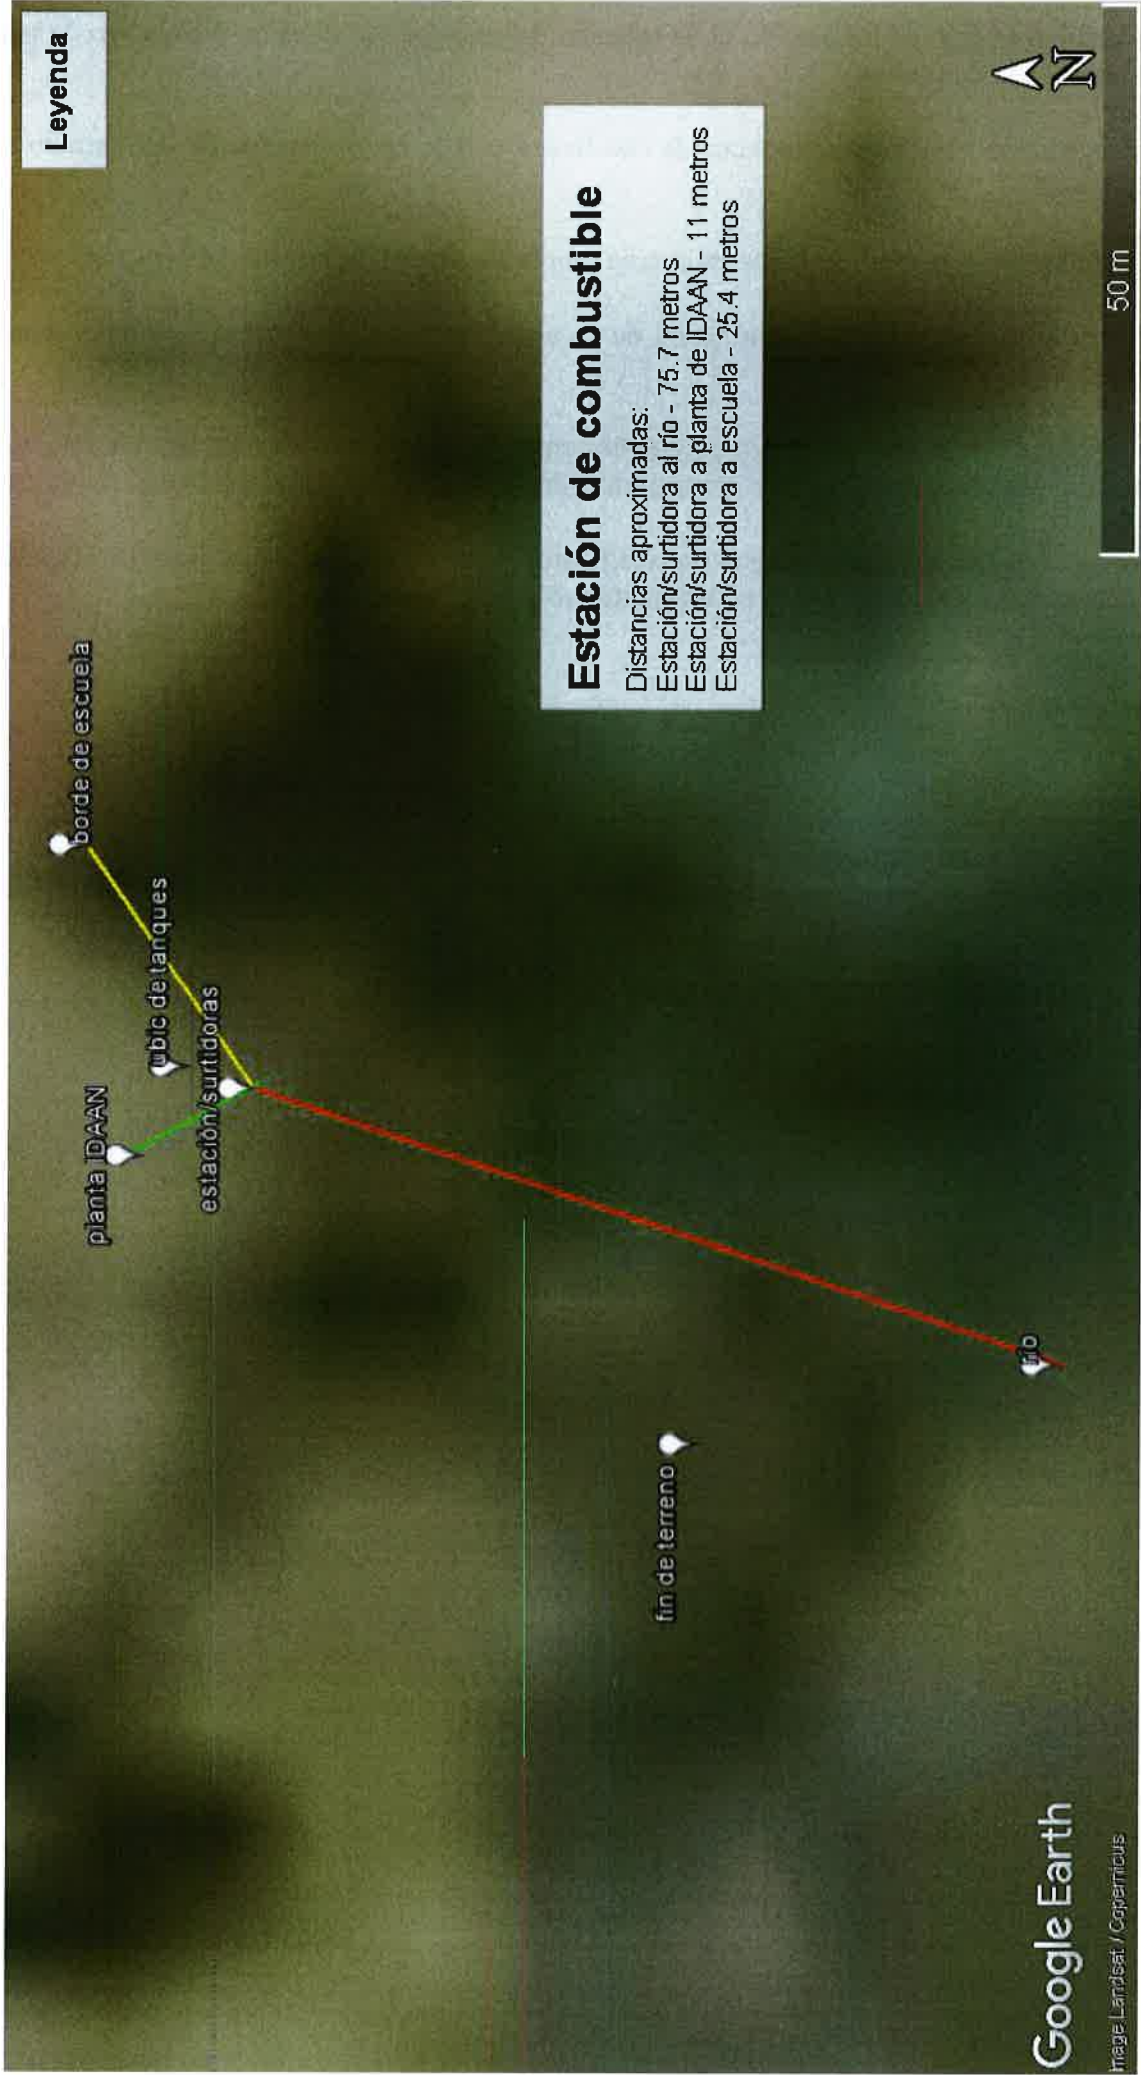 Leyenda
Estación de combustible
Distancias aproximadas:
Estación/surtidora al río - 75.7 metros
Estación/surtidora a planta de IDAAN - 11 metros
Estación/surtidora a escuela - 25.4 metros
borde de escuela
ubic de tanques
planta IDAAN
estación/surtidoras
fin de terreno
río
N
50 m
Google Earth
Image Landsat / Copernicus